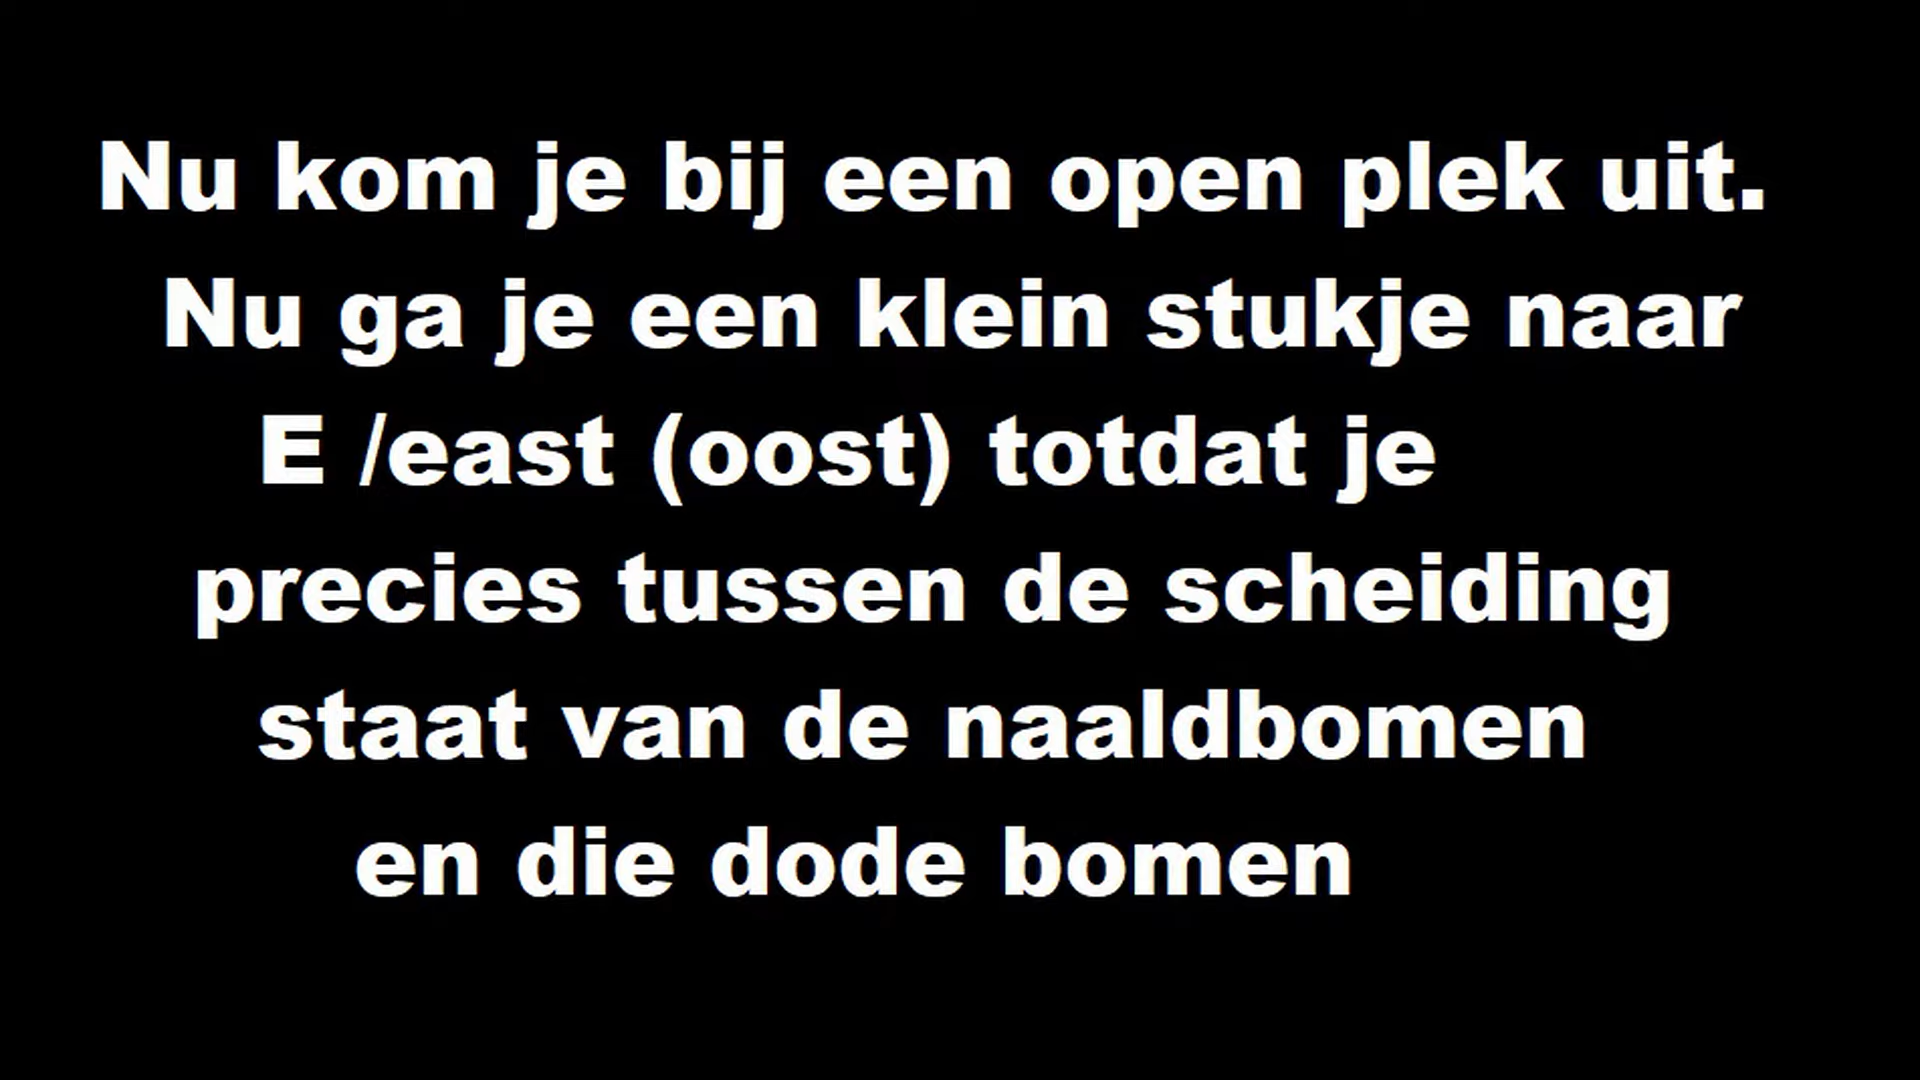 Nu kom je bij een open plek uit.
Nu ga je een klein stukje naar
E /east (oost) totdat je
precies tussen de scheiding
staat van de naaldbomen
en die dode bomen